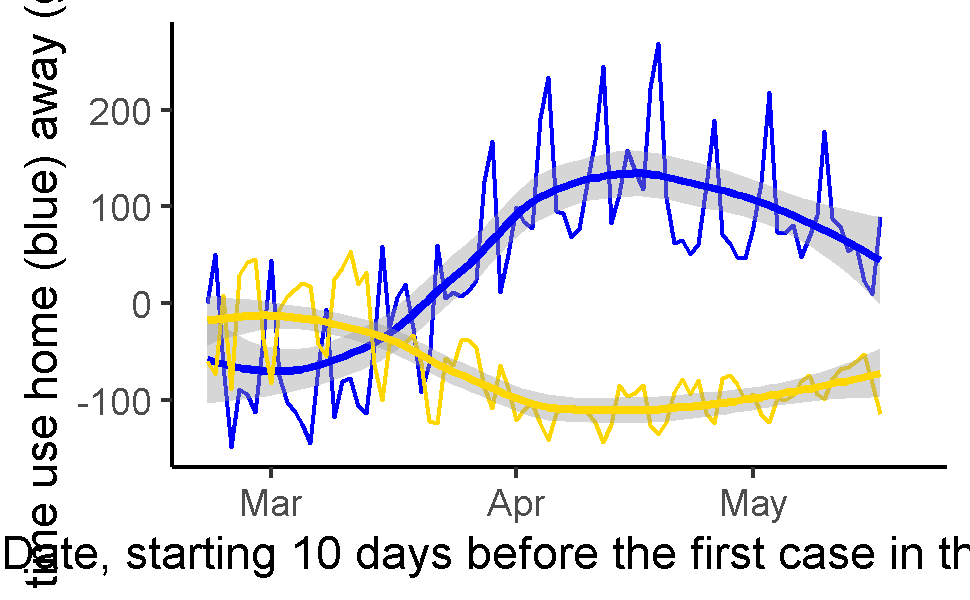 time use home (blue) away (
200
100
0
-100
Mar Apr May
Date, starting 10 days before the first case in th